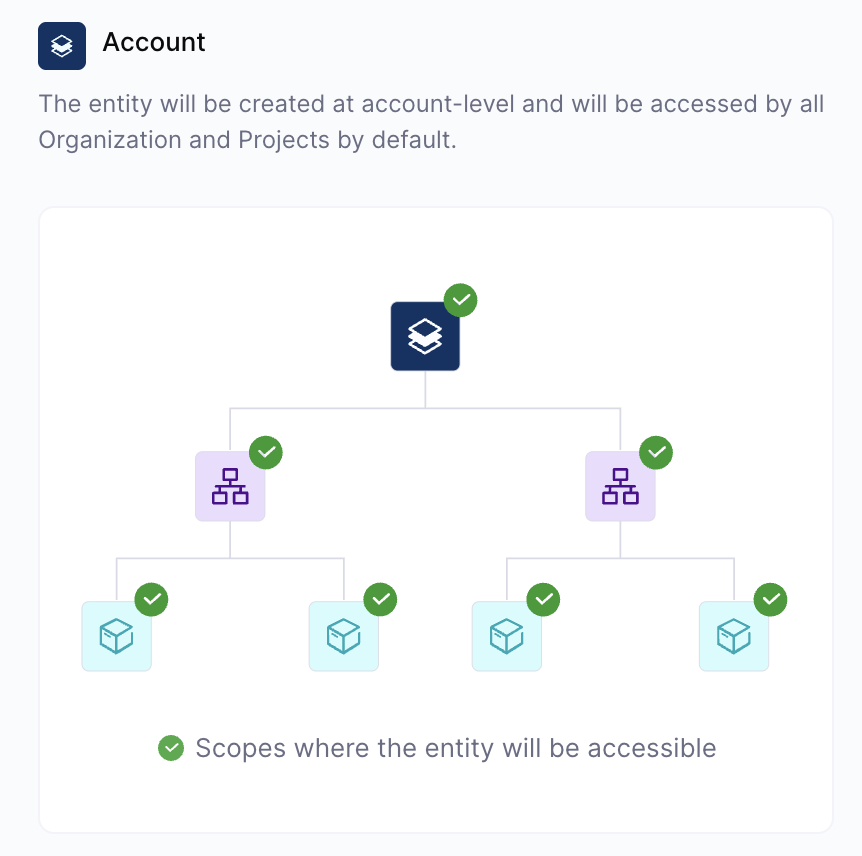 Account
The entity will be created at account-level and will be accessed by all
Organization and Projects by default.
Scopes where the entity will be accessible